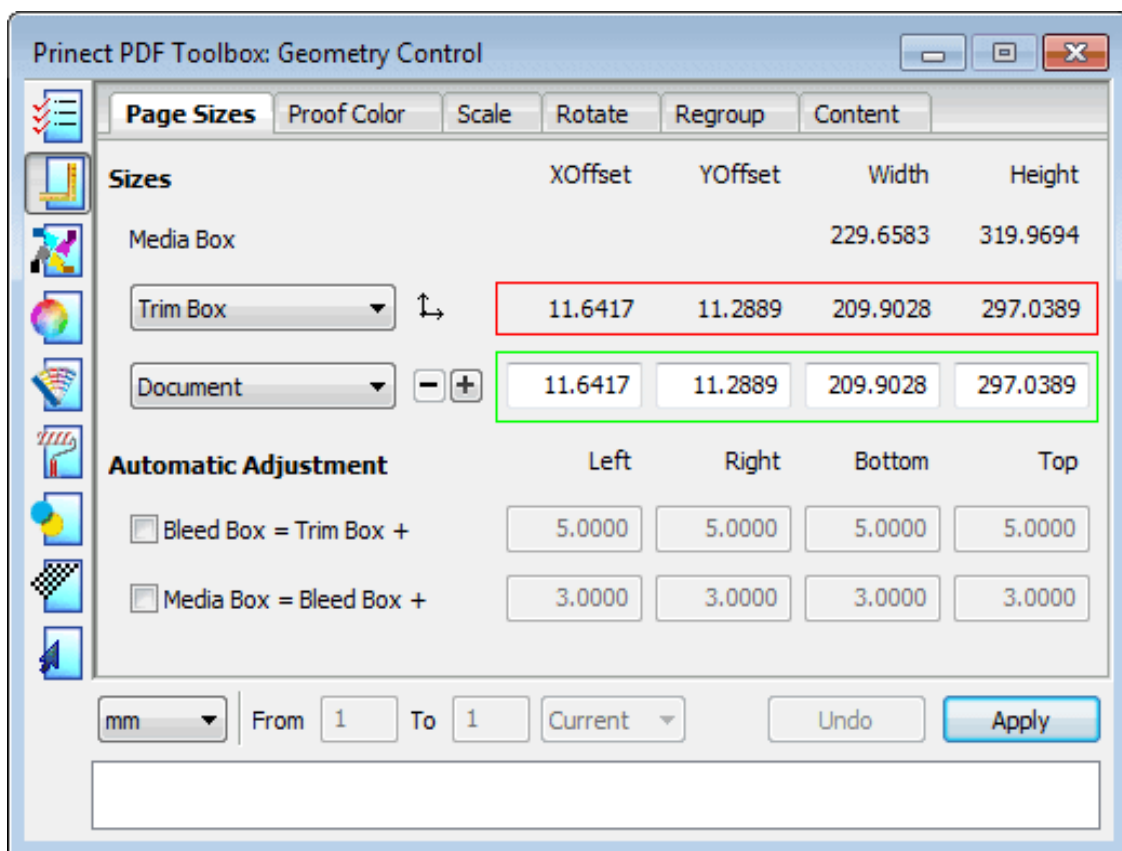 Prinect PDF Toolbox: Geometry Control
Page Sizes Proof Color Scale Rotate Regroup Content
Sizes XOffset YOffset Width Height
Media Box 229.6583 319.9694
Trim Box 11.6417 11.2889 209.9028 297.0389
Document 11.6417 11.2889 209.9028 297.0389
Automatic Adjustment Left Right Bottom Top
Bleed Box = Trim Box + 5.0000 5.0000 5.0000 5.0000
Media Box = Bleed Box + 3.0000 3.0000 3.0000 3.0000
mm From 1 To 1 Current Undo Apply